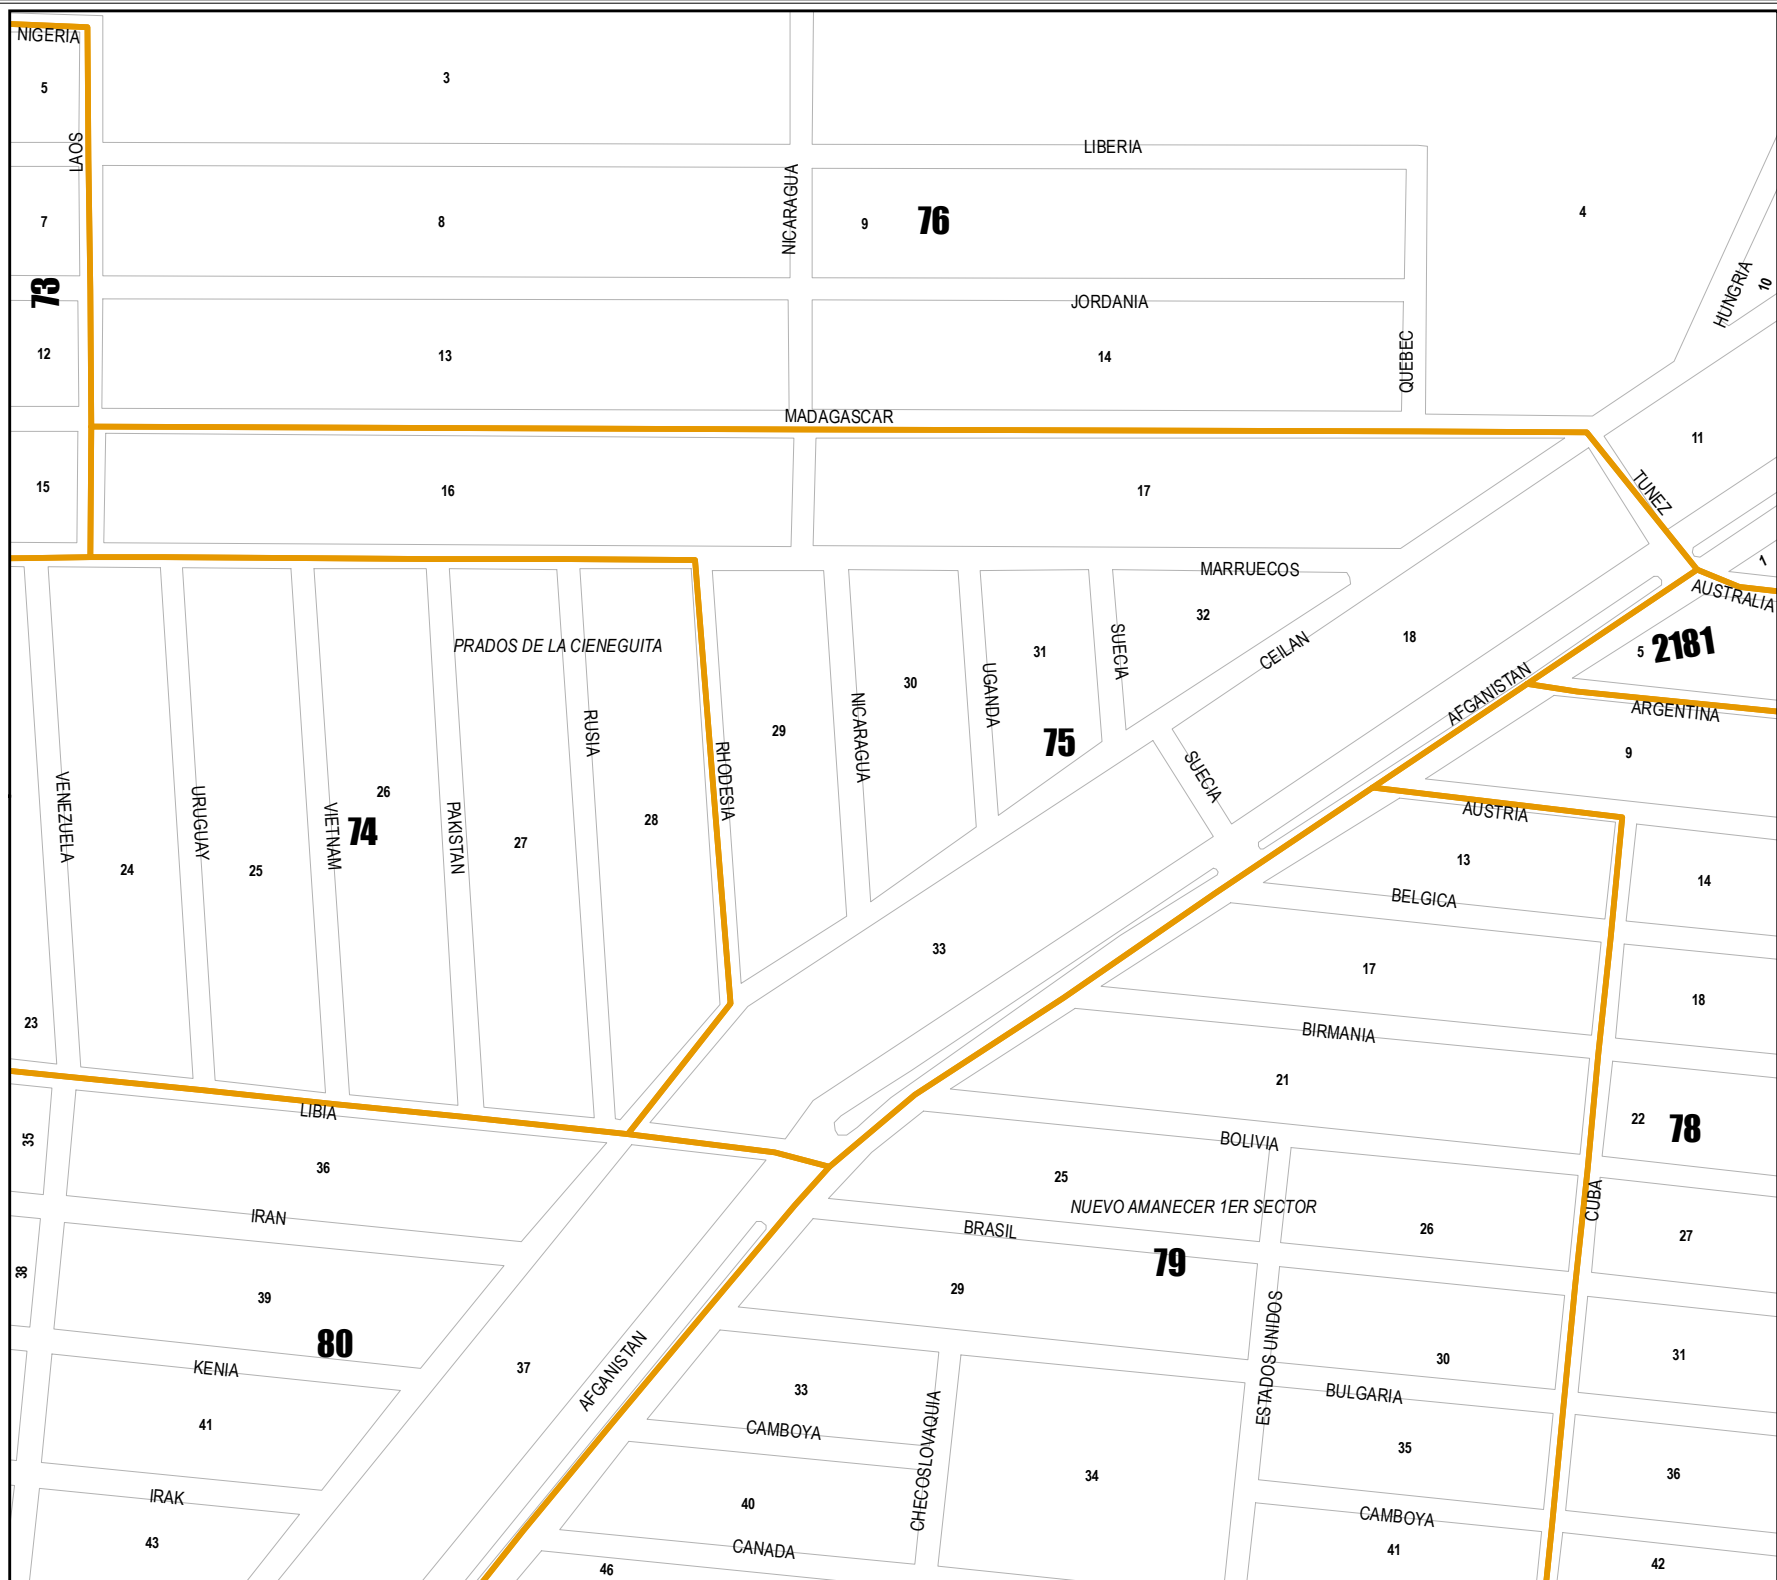 NIGERIA
5
3
LAOS
LIBERIA
NICARAGUA
7
8
9
76
4
HUNGRIA
10
73
JORDANIA
12
13
14
QUEBEC
MADAGASCAR
11
15
16
17
TUNEZ
MARRUECOS
1
AUSTRALIA
32
CEILAN
18
5
2181
PRADOS DE LA CIENEGUITA
31
SUECIA
30
UGANDA
AFGANISTAN
ARGENTINA
RUSIA
29
NICARAGUA
75
RHODESIA
SUECIA
9
VENEZUELA
URUGUAY
VIETNAM
26
74
PAKISTAN
28
27
AUSTRIA
24
25
13
14
BELGICA
33
17
18
23
BIRMANIA
21
LIBIA
22
78
35
36
BOLIVIA
25
NUEVO AMANECER 1ER SECTOR
CUBA
IRAN
BRASIL
26
27
38
39
79
29
80
ESTADOS UNIDOS
KENIA
37
AFGANISTAN
30
31
33
BULGARIA
41
CAMBOYA
CHECOSLOVAQUIA
35
34
36
IRAK
40
CAMBOYA
43
CANADA
41
42
46